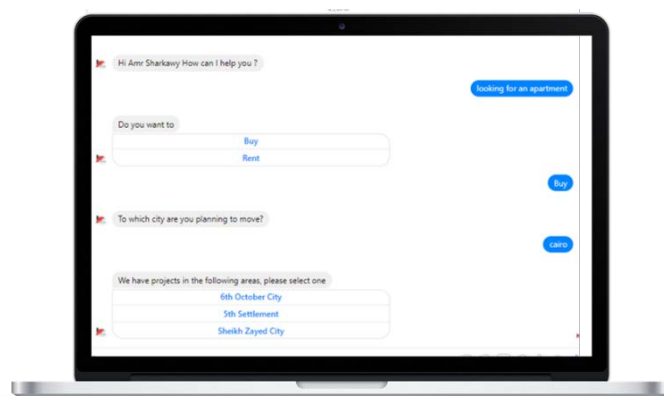 Hi Amr Sharkawy How can I help you ?
looking for an apartment
Do you want to
Buy
Rent
Buy
To which city are you planning to move?
cairo
We have projects in the following areas, please select one
6th October City
5th Settlement
Sheikh Zayed City